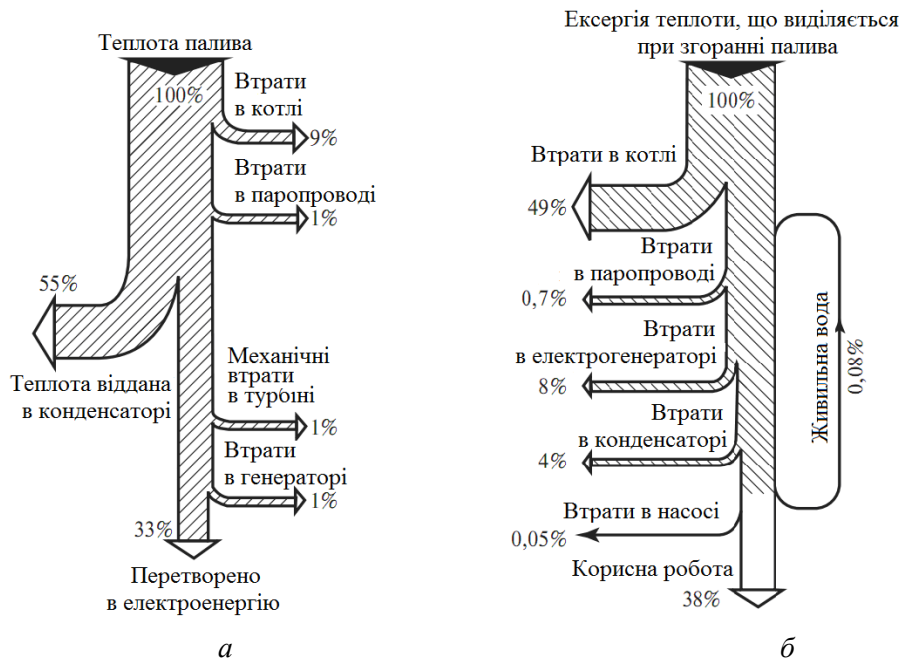 Теплота палива
100%
Втрати
в котлі
9%
Втрати
в паропроводі
1%
55%
Теплота віддана
в конденсаторі
Механічні
втрати
в турбіні
1%
Втрати
в генераторі
1%
33%
Перетворено
в електроенергію
а
Ексергія теплоти, що виділяється
при згоранні палива
100%
Втрати в котлі
49%
Втрати
в паропроводі
0,7%
Втрати
в електрогенераторі
8%
Втрати
в конденсаторі
4%
Втрати в насосі
0,05%
Корисна робота
38%
Живильна вода
0,08%
б